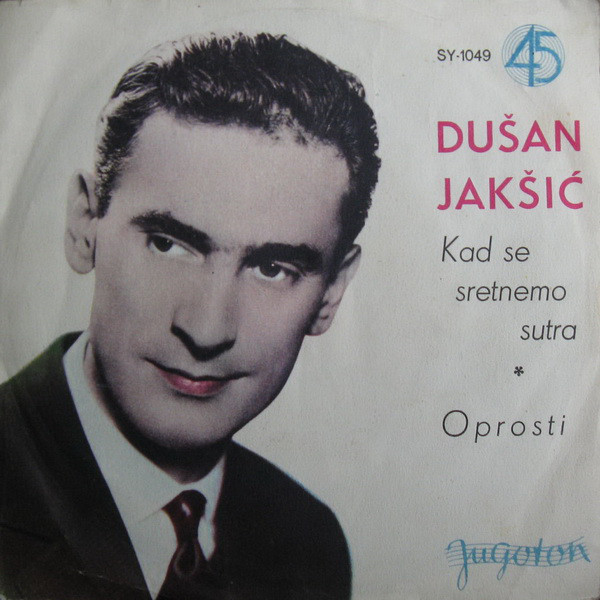 SY-1049 45
DUŠAN
JAKŠIĆ
Kad se
sretnemo
sutra
*
Oprosti
Jugoton